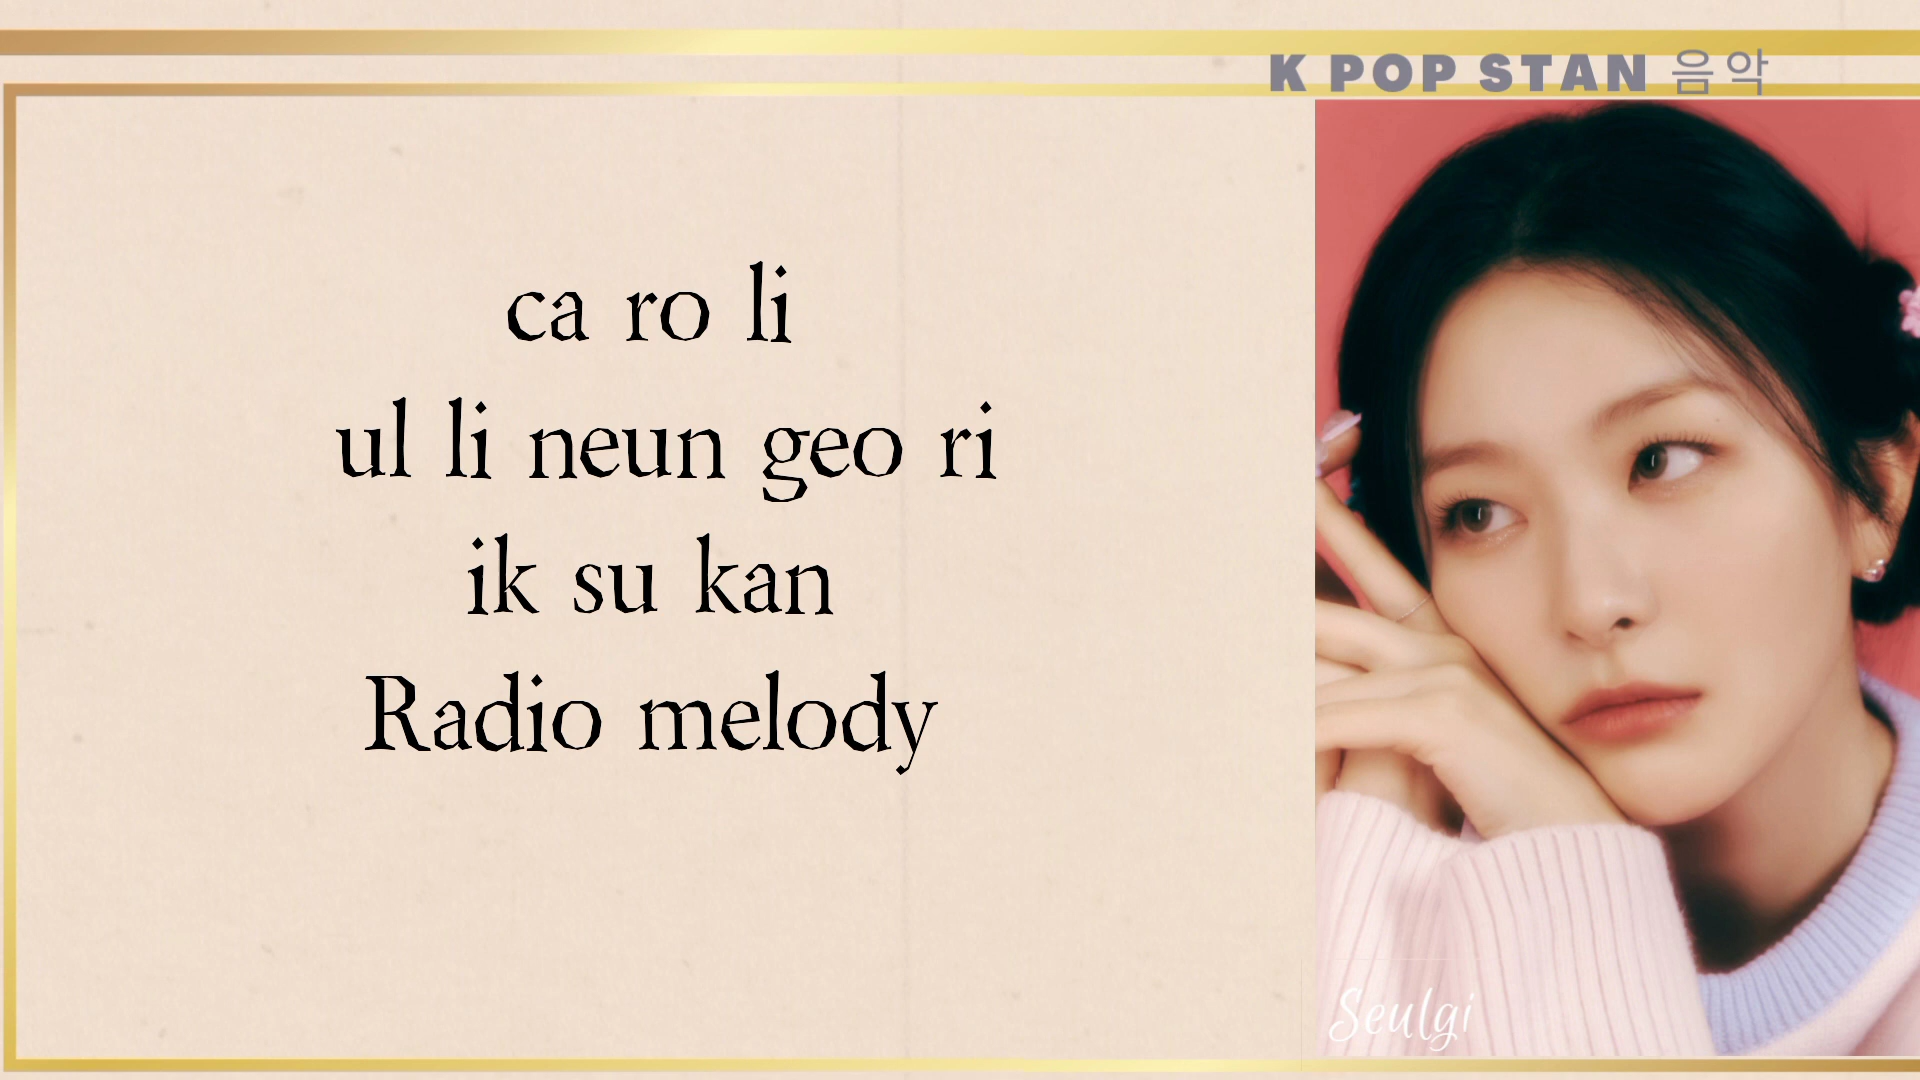 K POP STAN 음악
ca ro li
ul li neun geo ri
ik su kan
Radio melody
Seulgi